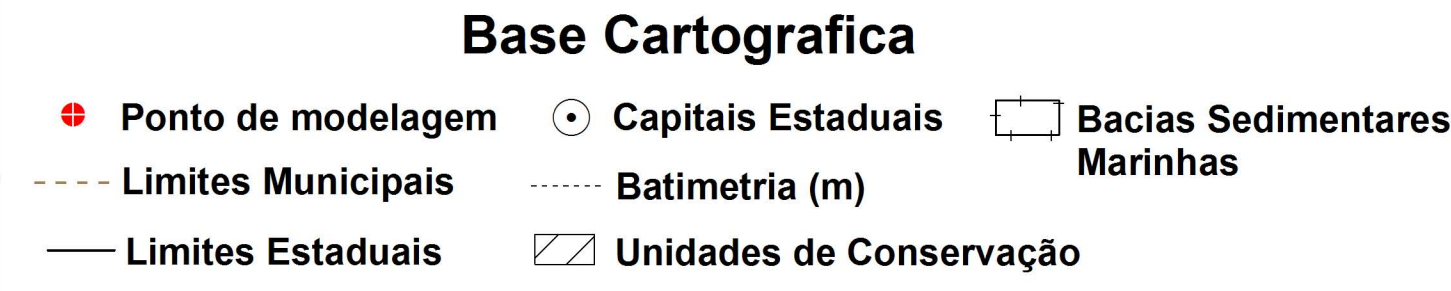 Base Cartografica
Ponto de modelagem
Capitais Estaduais
Bacias Sedimentares
Marinhas
Limites Municipais
Batimetria (m)
Limites Estaduais
Unidades de Conservação